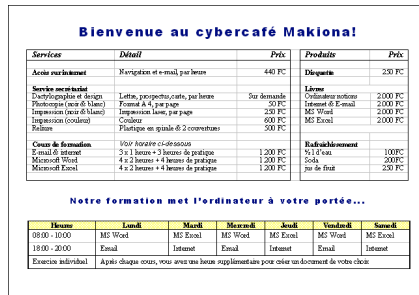 Bienvenue au cybercafé Makiona!
Services Détail Prix
Accès sur internet Navigation et e-mail, par heure 440 FC
Service secrétariat
Dactylographie et design Lettre, prospectus, carte, par heure Sur demande
Photocopie (noir & blanc) Format A 4, par page 50 FC
Impression (noir & blanc) Impression laser, par page 250 FC
Impression (couleur) Couleur 600 FC
Reliure Plastique en spirale & 2 couvertures 500 FC
Cours de formation Voir horaire ci-dessous
E-mail & internet 3 x 1 heure + 3 heures de pratique 1 200 FC
Microsoft Word 4 x 2 heures + 4 heures de pratique 1 200 FC
Microsoft Excel 4 x 2 heures + 4 heures de pratique 1 200 FC
Produits Prix
Disquette 250 FC
Livres
Ordinateur notions 2.000 FC
Internet & E-mail 2.000 FC
MS Word 2.000 FC
MS Excel 2.000 FC
Rafraichissement
½ l d'eau 100FC
Soda 200FC
jus de fruit 250 FC
Notre formation met l'ordinateur à votre portée...
Heures Lundi Mardi Mercredi Jeudi Vendredi Samedi
08:00 - 10:00 MS Word MS Excel MS Word MS Excel MS Word MS Excel
18:00 - 20:00 Email Internet Email Internet Email Internet
Exercice individuel Après chaque cours, vous avez une heure supplémentaire pour créer un document de votre choix